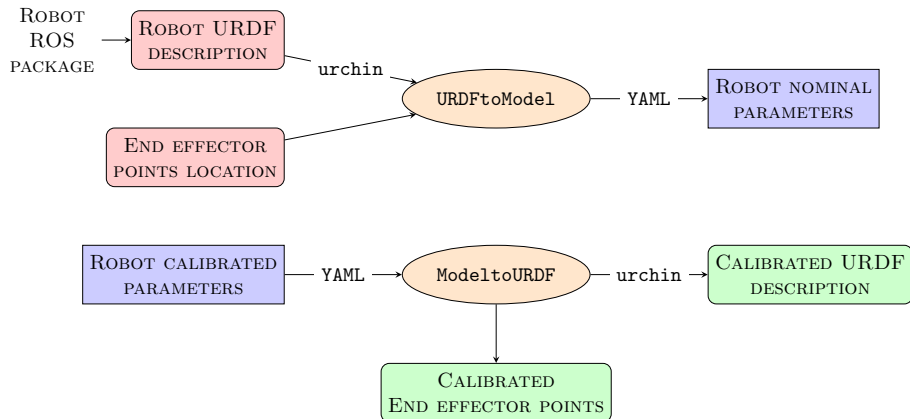 Robot
ROS
package
Robot URDF
description
urchin
URDFtoModel
YAML
Robot nominal
parameters
End effector
points location
Robot calibrated
parameters
YAML
ModeltoURDF
urchin
Calibrated URDF
description
Calibrated
End effector points